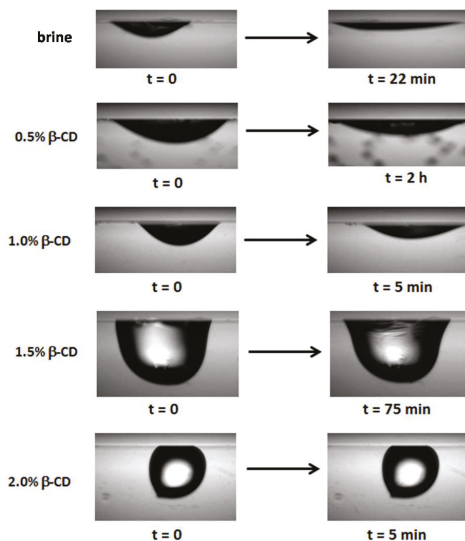 brine
t = 0
t = 22 min
0.5% β-CD
t = 0
t = 2 h
1.0% β-CD
t = 0
t = 5 min
1.5% β-CD
t = 0
t = 75 min
2.0% β-CD
t = 0
t = 5 min